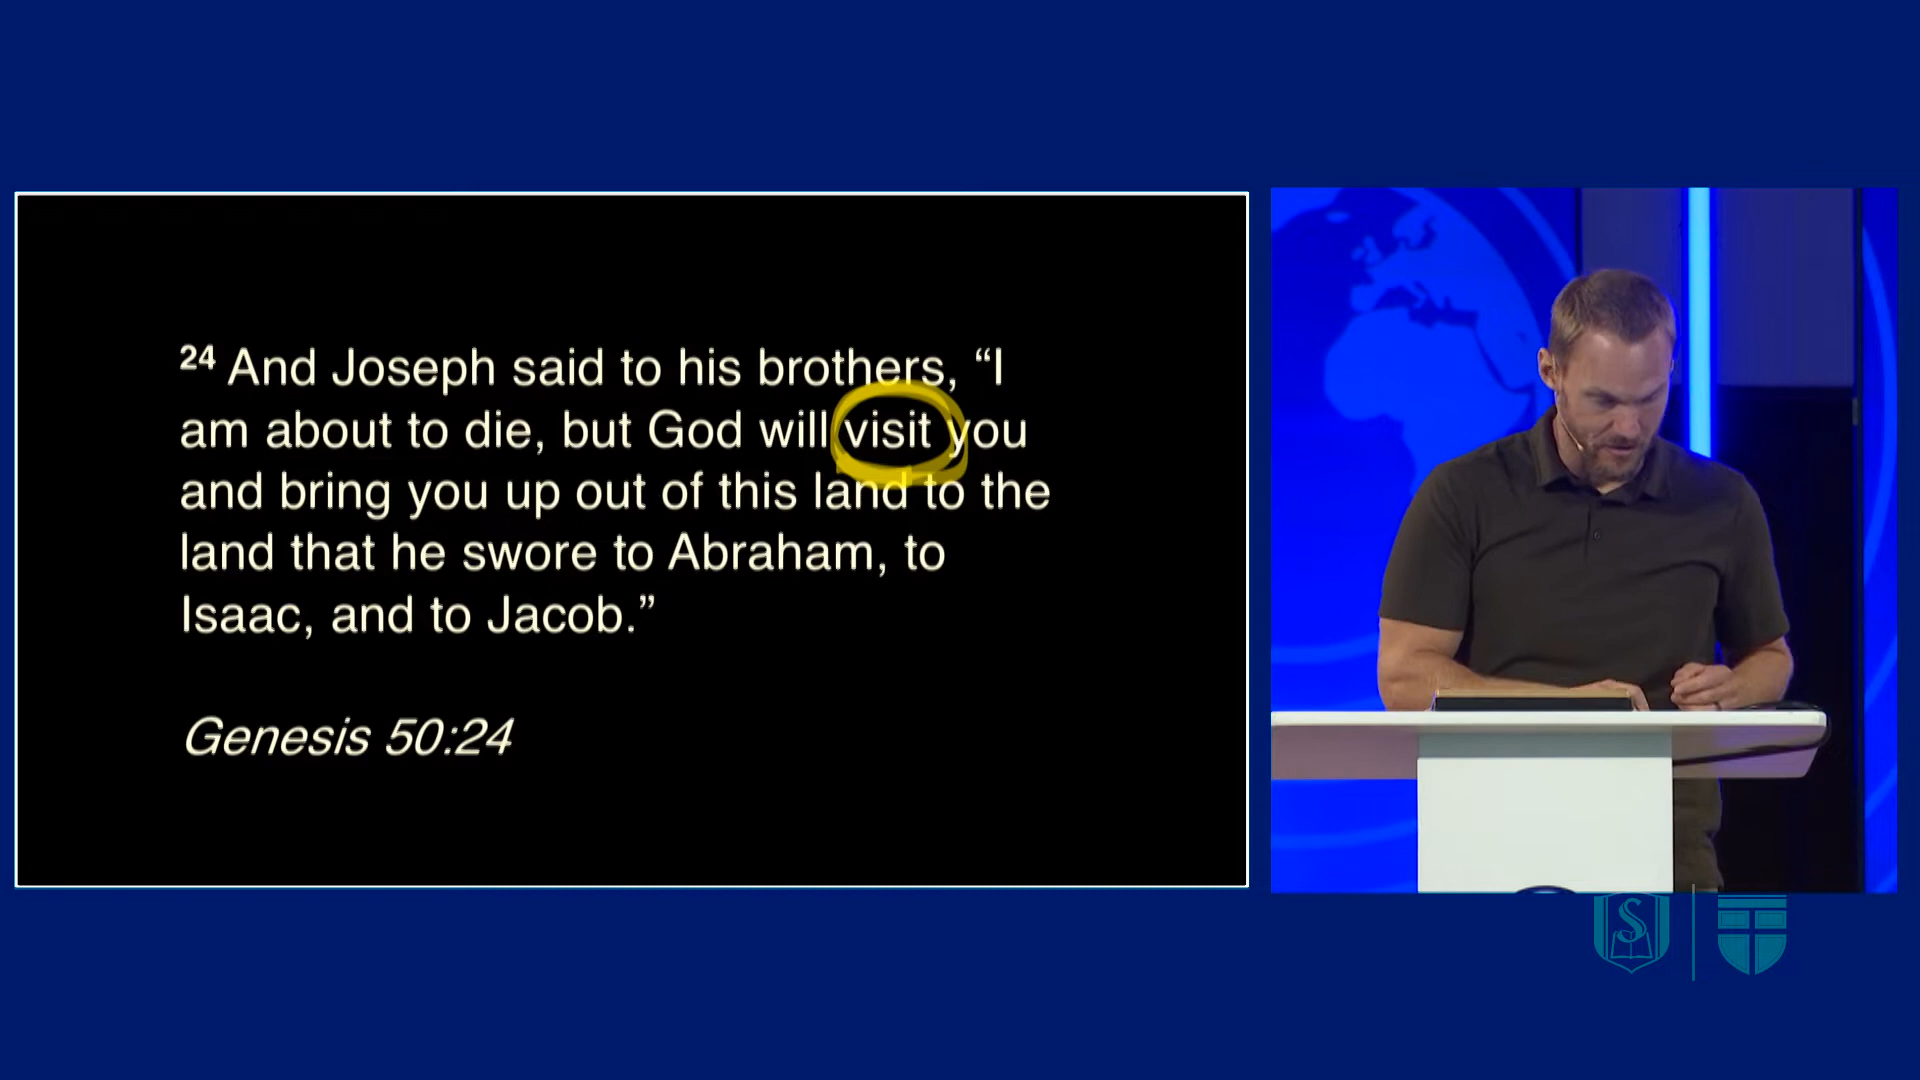 24 And Joseph said to his brothers, “I
am about to die, but God will visit you
and bring you up out of this land to the
land that he swore to Abraham, to
Isaac, and to Jacob.”
Genesis 50:24
S